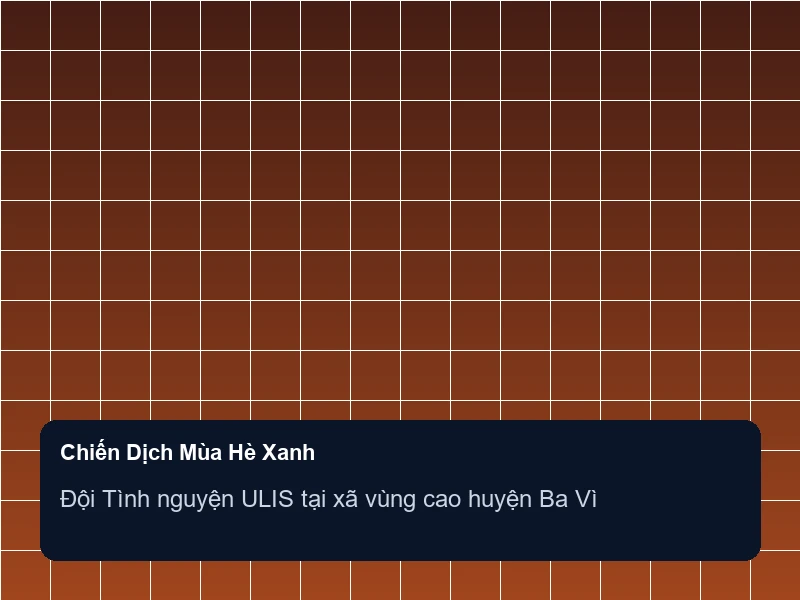 Chiến Dịch Mùa Hè Xanh
Đội Tình nguyện ULIS tại xã vùng cao huyện Ba Vì